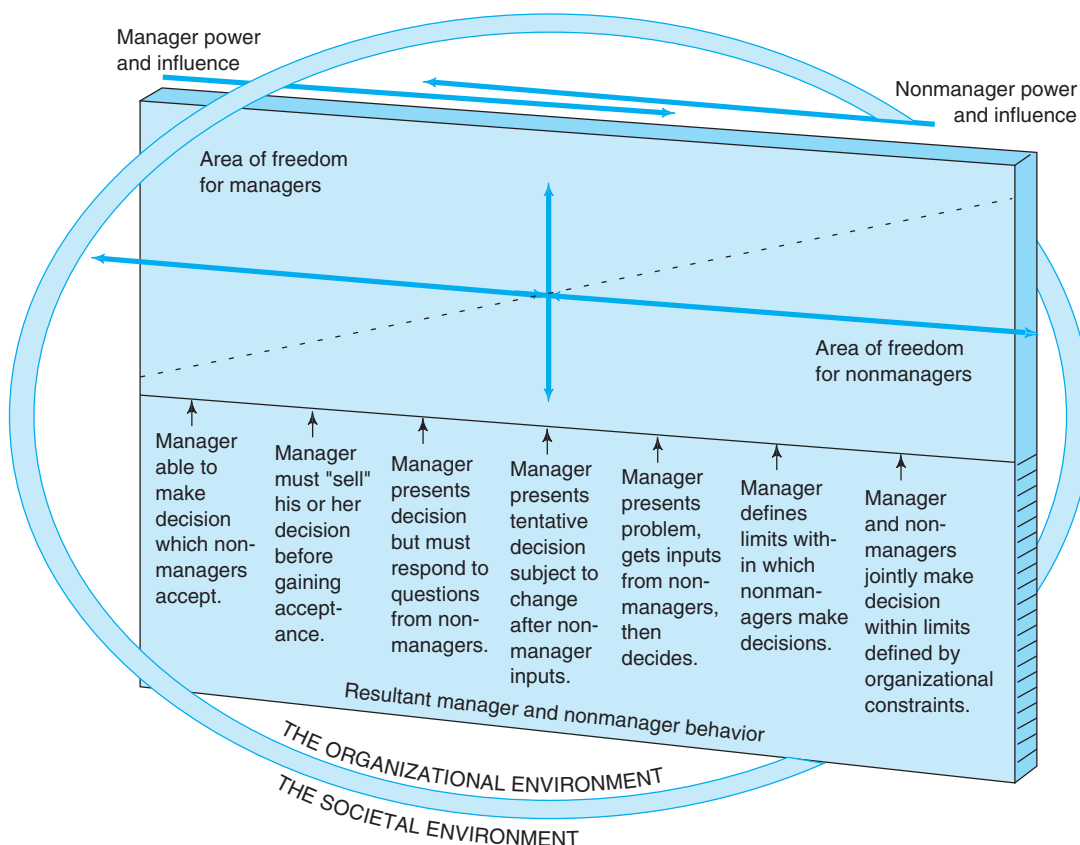 Manager power
and influence
Nonmanager power
and influence
Area of freedom
for managers
Area of freedom
for nonmanagers
Manager
able to
make
decision
which non-
managers
accept.
Manager
must "sell"
his or her
decision
before
gaining
accept-
ance.
Manager
presents
decision
but must
respond to
questions
from non-
managers.
Manager
presents
tentative
decision
subject to
change
after non-
manager
inputs.
Manager
presents
problem,
gets inputs
from non-
managers,
then
decides.
Manager
defines
limits with-
in which
nonman-
agers make
decisions.
Manager
and non-
managers
jointly make
decision
within limits
defined by
organizational
constraints.
Resultant manager and nonmanager behavior
THE ORGANIZATIONAL ENVIRONMENT
THE SOCIETAL ENVIRONMENT